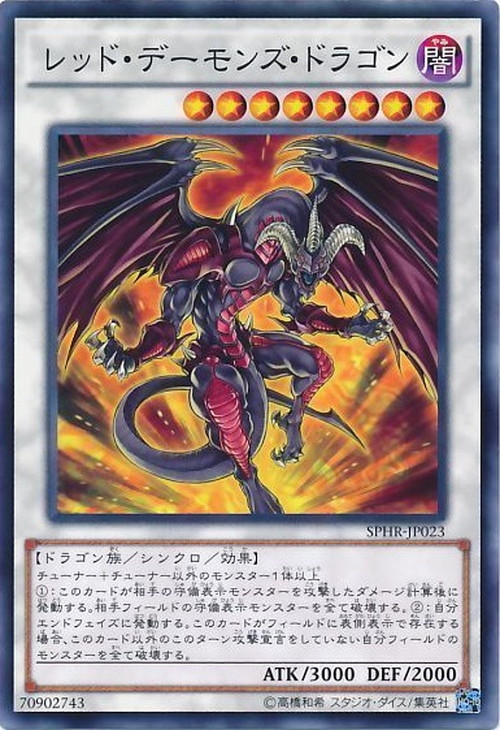 レッド・デーモンズ・ドラゴン 闇
SPHR-JP023
【ドラゴン族／シンクロ／効果】
チューナー＋チューナー以外のモンスター１体以上
①：このカードが相手の守備表示モンスターを攻撃したダメージ計算後に
発動する。相手フィールドの守備表示モンスターを全て破壊する。②：自分
エンドフェイズに発動する。このカードがフィールドに表側表示で存在する
場合、このカード以外のこのターン攻撃宣言をしていない自分フィールドの
モンスターを全て破壊する。
ATK/3000 DEF/2000
70902743 ©高橋和希 スタジオ・ダイス/集英社